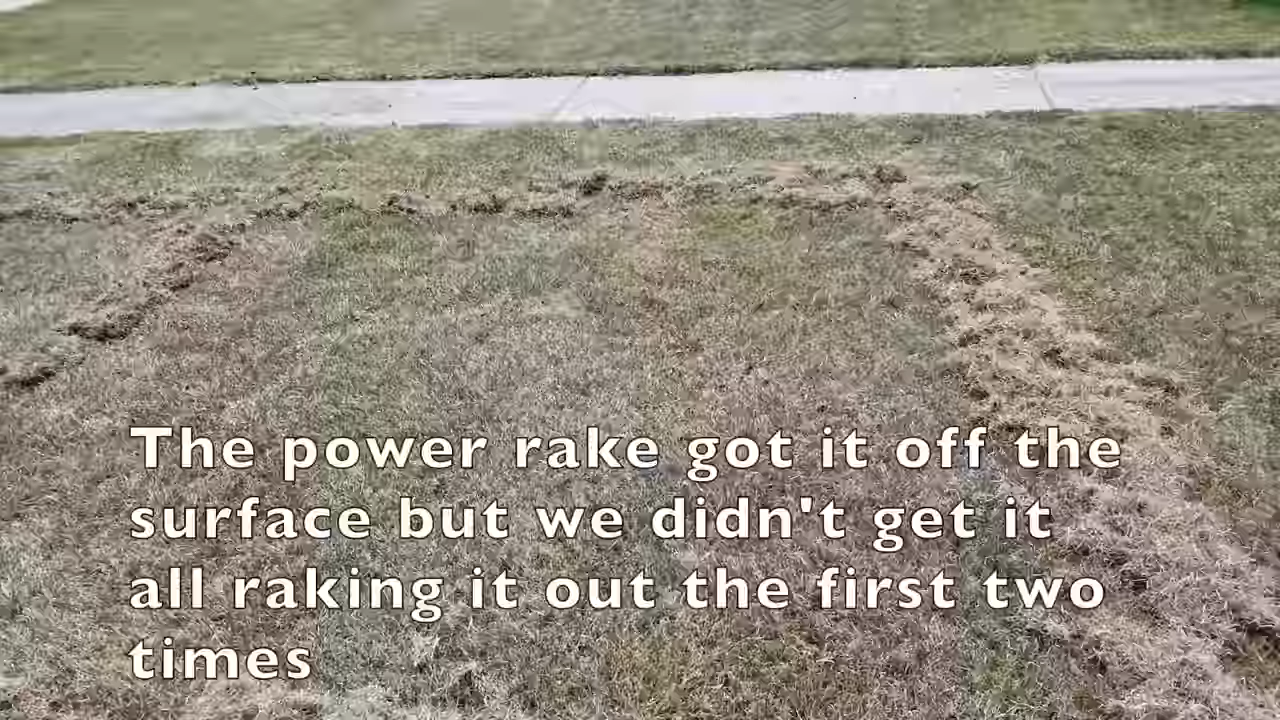 The power rake got it off the
surface but we didn't get it
all raking it out the first two
times